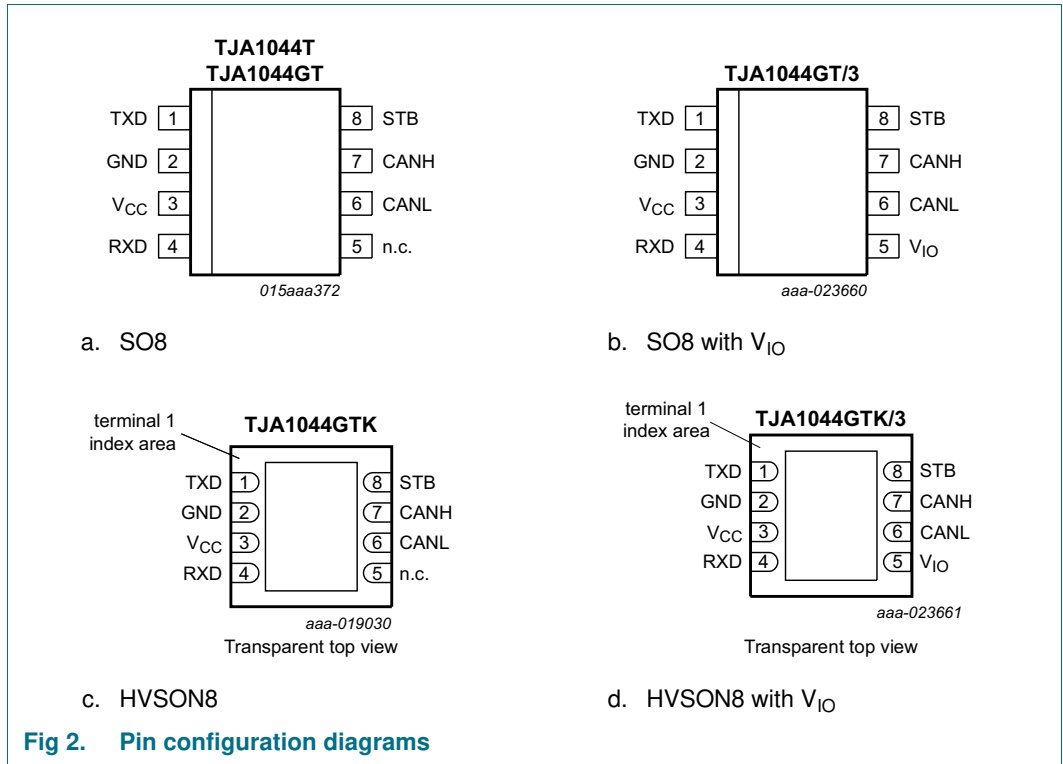 TJA1044T
TJA1044GT
TXD 1
8 STB
GND 2
7 CANH
VCC 3
6 CANL
RXD 4
5 n.c.
015aaa372
a. SO8
TJA1044GT/3
TXD 1
8 STB
GND 2
7 CANH
VCC 3
6 CANL
RXD 4
5 VIO
aaa-023660
b. SO8 with VIO
terminal 1
index area
TJA1044GTK
TXD 1
8 STB
GND 2
7 CANH
VCC 3
6 CANL
RXD 4
5 n.c.
aaa-019030
Transparent top view
c. HVSON8
terminal 1
index area
TJA1044GTK/3
TXD 1
8 STB
GND 2
7 CANH
VCC 3
6 CANL
RXD 4
5 VIO
aaa-023661
Transparent top view
d. HVSON8 with VIO
Fig 2. Pin configuration diagrams